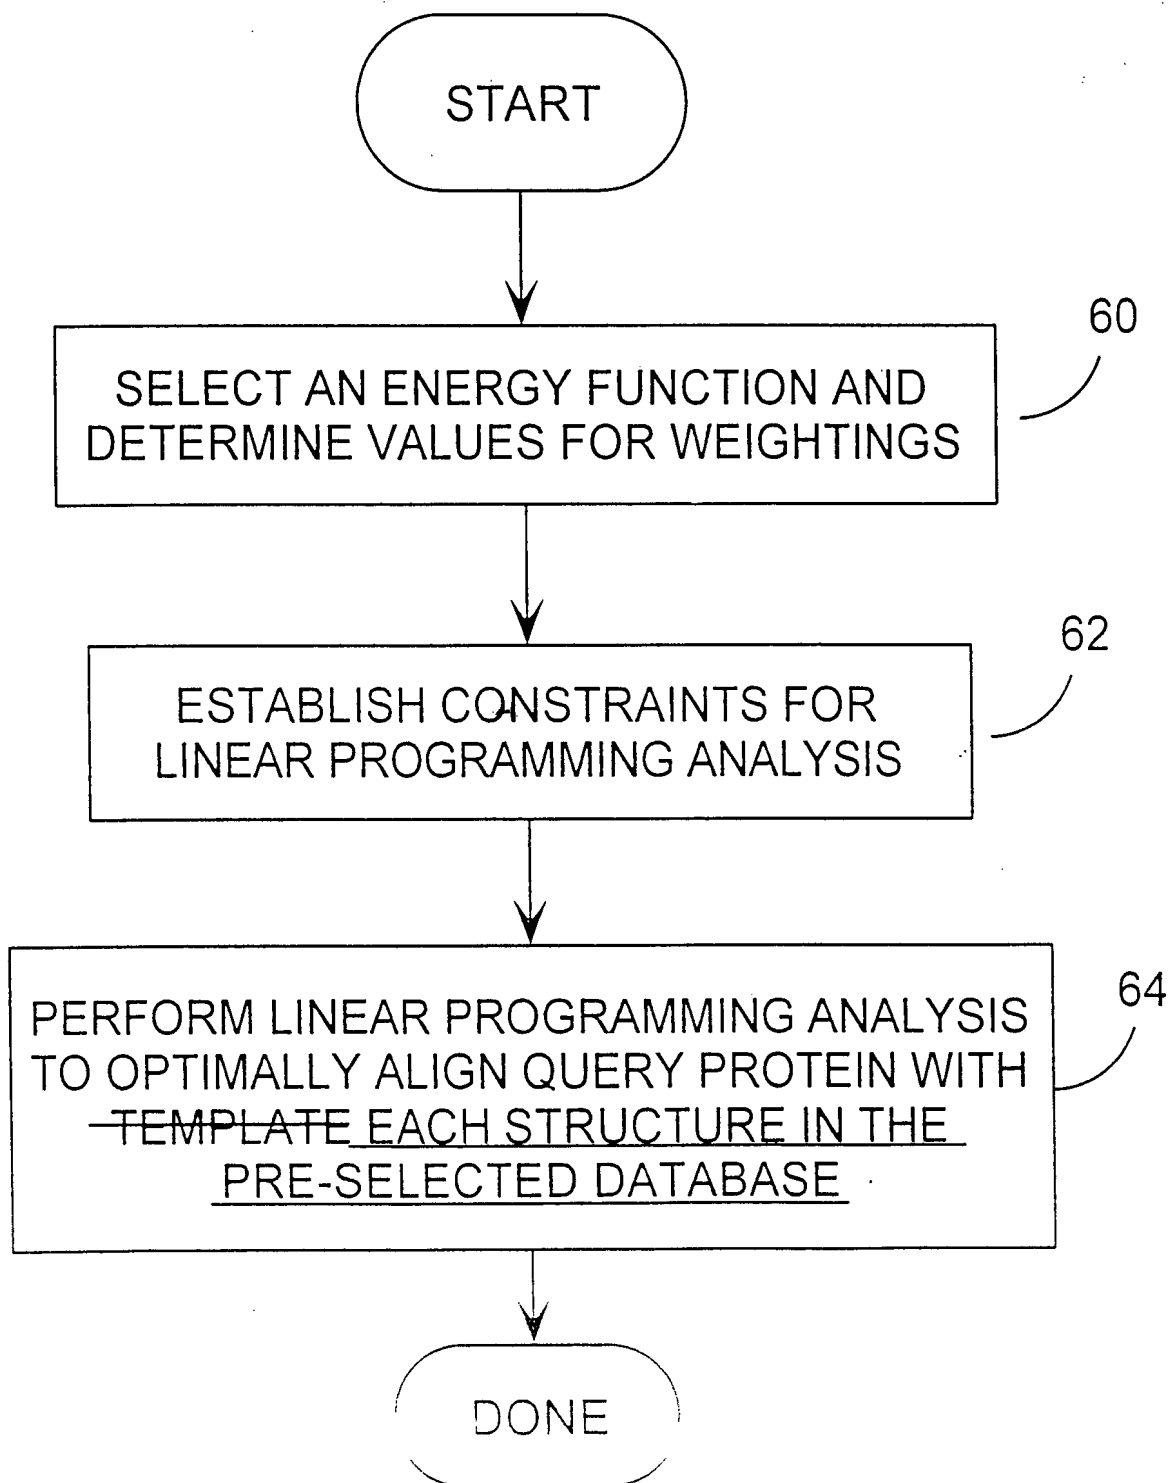 START
60
SELECT AN ENERGY FUNCTION AND
DETERMINE VALUES FOR WEIGHTINGS
62
ESTABLISH CONSTRAINTS FOR
LINEAR PROGRAMMING ANALYSIS
64
PERFORM LINEAR PROGRAMMING ANALYSIS
TO OPTIMALLY ALIGN QUERY PROTEIN WITH
TEMPLATE EACH STRUCTURE IN THE
PRE-SELECTED DATABASE
DONE